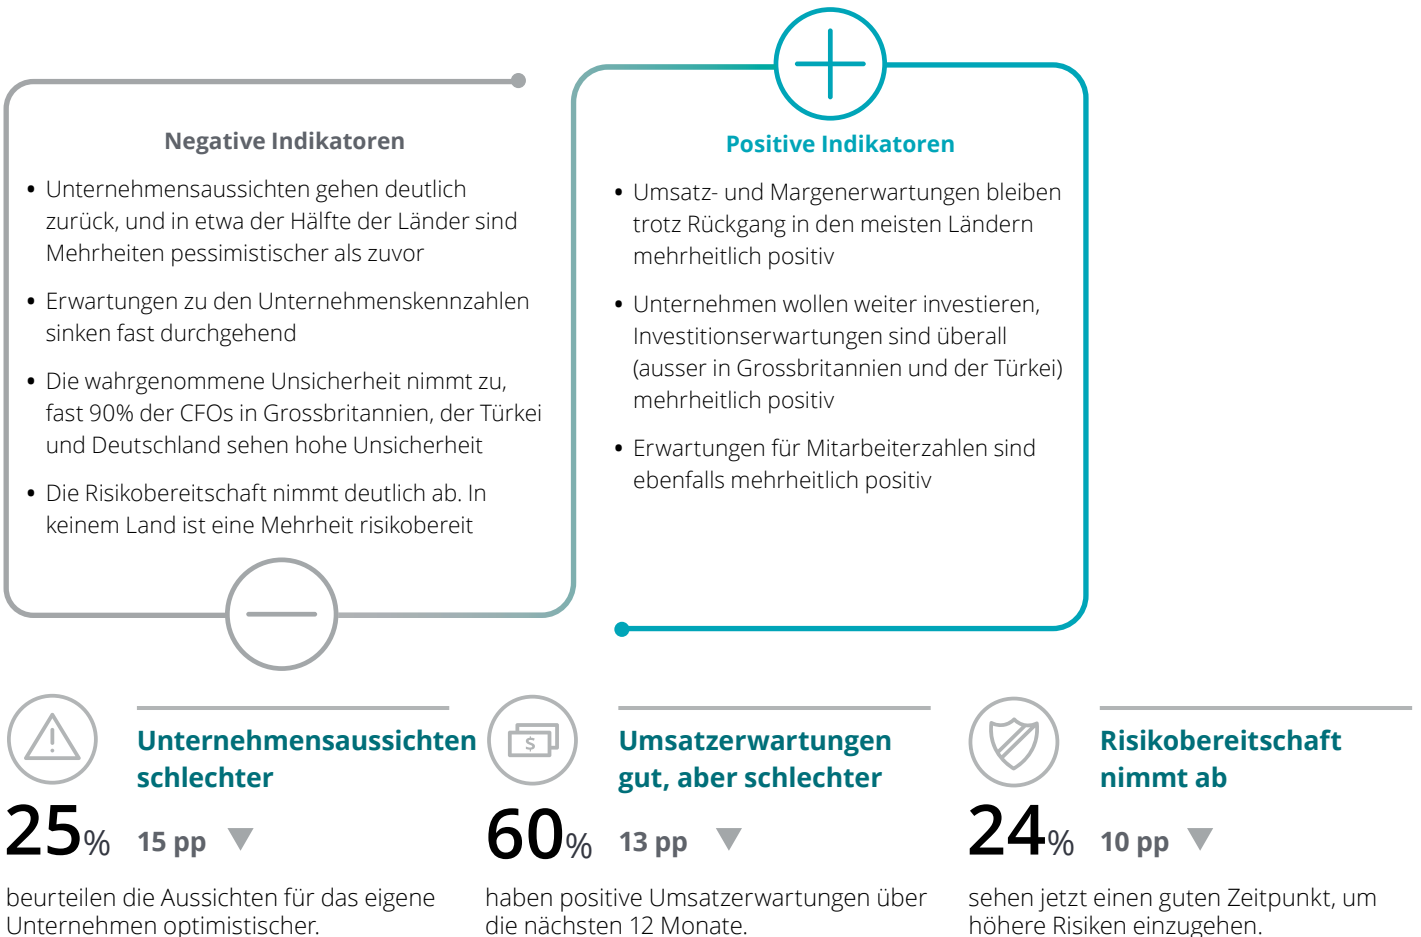 Negative Indikatoren
• Unternehmensaussichten gehen deutlich
zurück, und in etwa der Hälfte der Länder sind
Mehrheiten pessimistischer als zuvor
• Erwartungen zu den Unternehmenskennzahlen
sinken fast durchgehend
• Die wahrgenommene Unsicherheit nimmt zu,
fast 90% der CFOs in Grossbritannien, der Türkei
und Deutschland sehen hohe Unsicherheit
• Die Risikobereitschaft nimmt deutlich ab. In
keinem Land ist eine Mehrheit risikobereit
Positive Indikatoren
• Umsatz- und Margenerwartungen bleiben
trotz Rückgang in den meisten Ländern
mehrheitlich positiv
• Unternehmen wollen weiter investieren,
Investitionserwartungen sind überall
(ausser in Grossbritannien und der Türkei)
mehrheitlich positiv
• Erwartungen für Mitarbeiterzahlen sind
ebenfalls mehrheitlich positiv
Unternehmensaussichten
schlechter
25% 15 pp ▼
beurteilen die Aussichten für das eigene
Unternehmen optimistischer.
$
Umsatzerwartungen
gut, aber schlechter
60% 13 pp ▼
haben positive Umsatzerwartungen über
die nächsten 12 Monate.
Risikobereitschaft
nimmt ab
24% 10 pp ▼
sehen jetzt einen guten Zeitpunkt, um
höhere Risiken einzugehen.